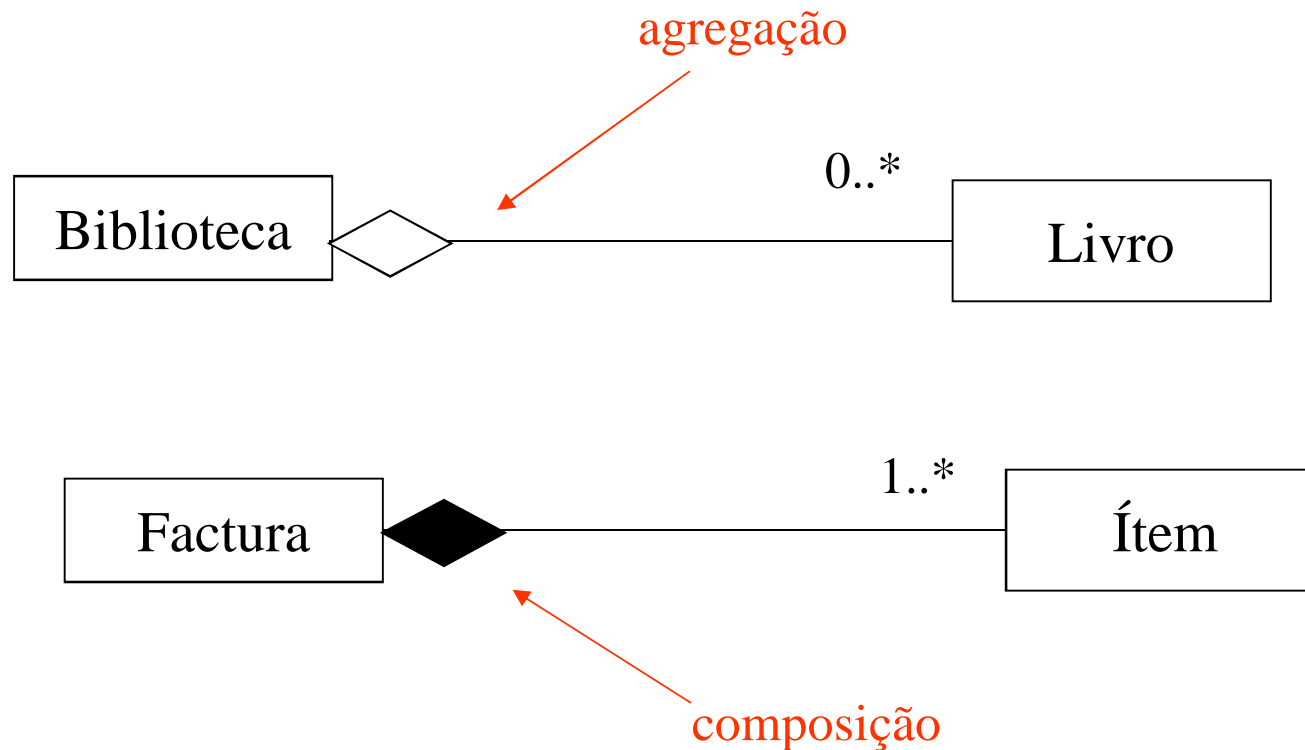 agregação
0..*
Biblioteca
Livro
1..*
Factura
Ítem
composição